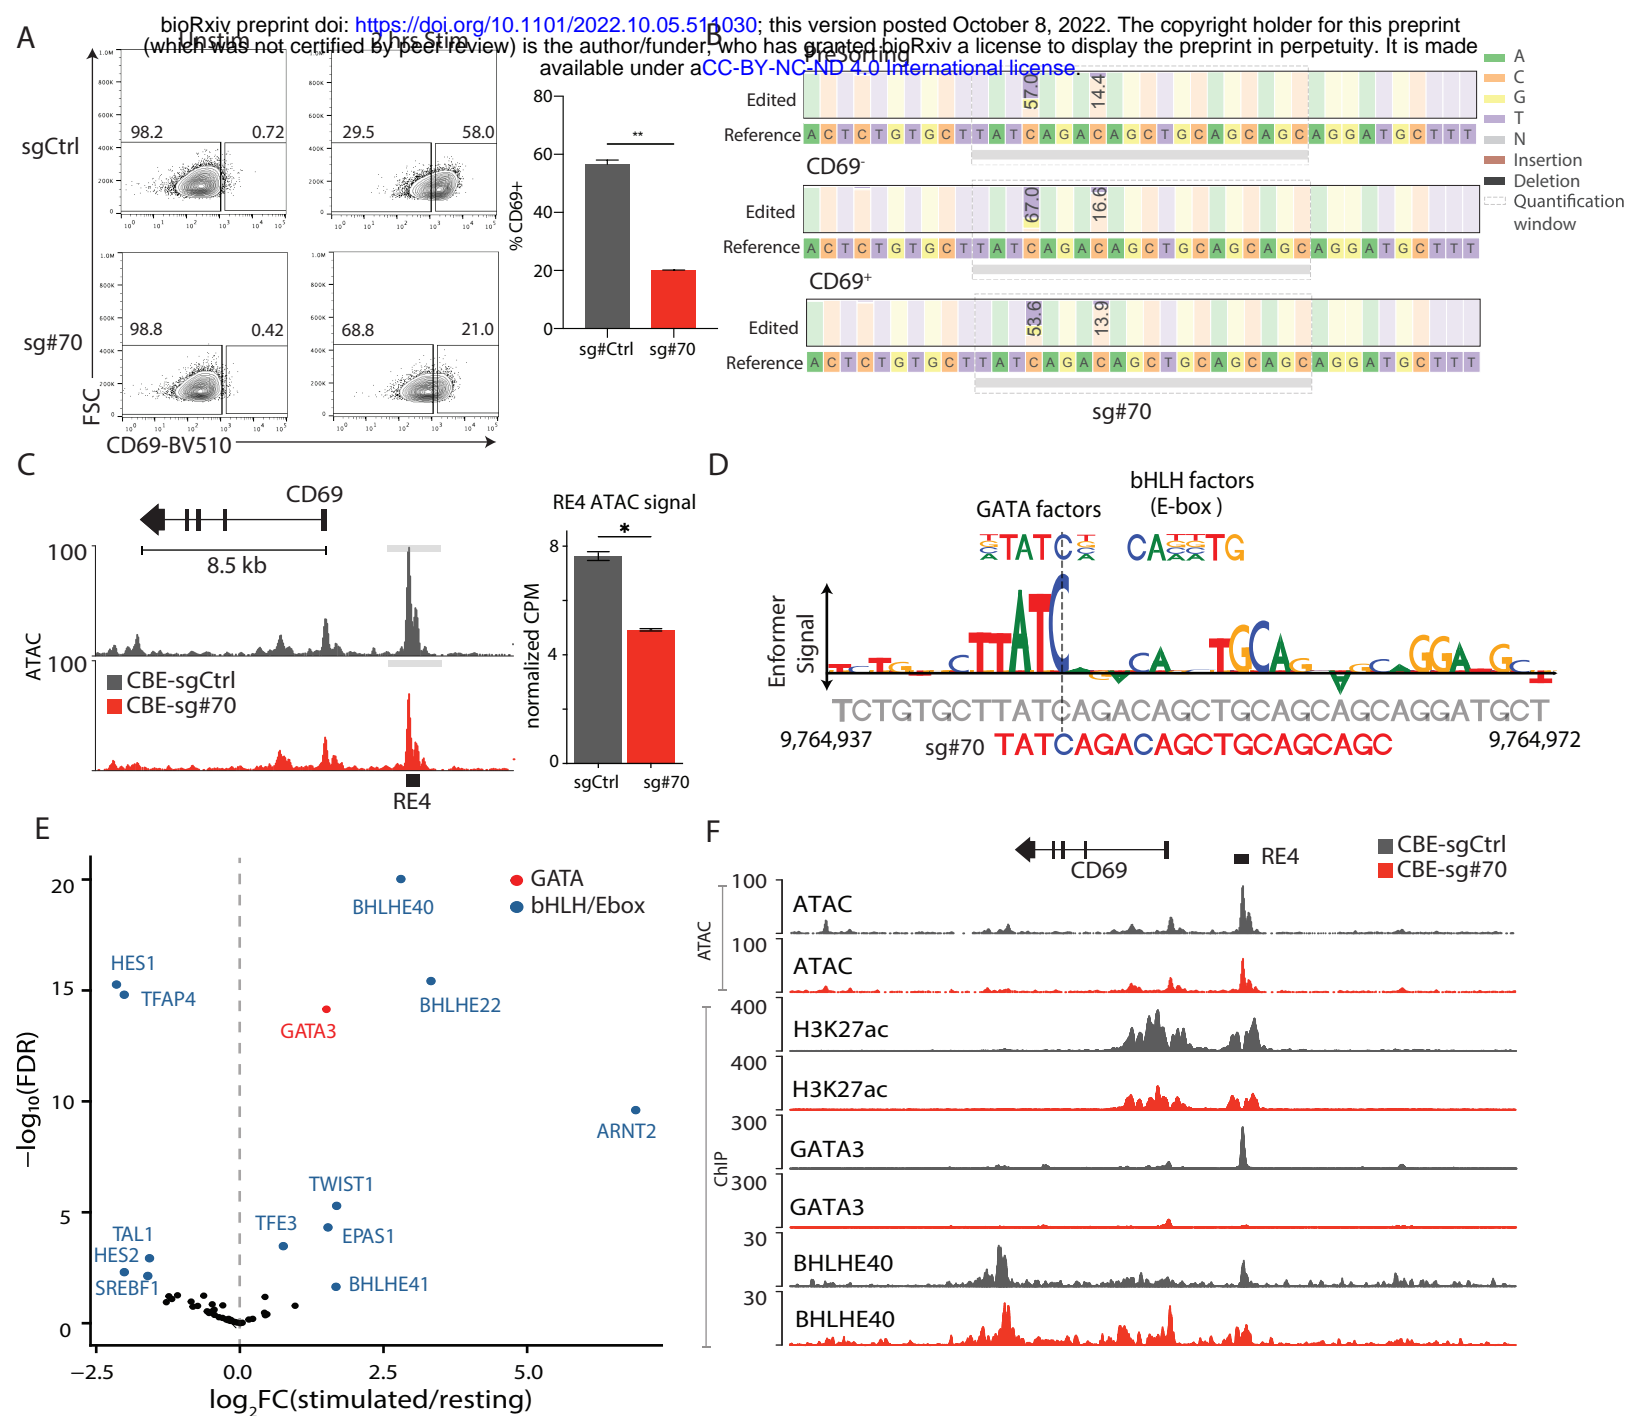 bioRxiv preprint doi: https://doi.org/10.1101/2022.10.05.511030; this version posted October 8, 2022. The copyright holder for this preprint
(which was not certified by peer review) is the author/funder, who has granted bioRxiv a license to display the preprint in perpetuity. It is made
available under aCC-BY-NC-ND 4.0 International license.
A
Unstim
2 hrs Stim
sgCtrl
98.2
0.72
29.5
58.0
sg#70
98.8
0.42
68.8
21.0
1.0M
800K
600K
400K
200K
0
FSC
CD69-BV510
% CD69+
80
60
40
20
0
**
sg#Ctrl
sg#70
B
PreSorting
Edited
57.0
14.4
Reference
A C T C T G T G C T T A T C A G A C A G C T G C A G C A G C A G G A T G C T T T
CD69-
Edited
67.0
16.6
Reference
A C T C T G T G C T T A T C A G A C A G C T G C A G C A G C A G G A T G C T T T
CD69+
Edited
53.6
13.9
Reference
A C T C T G T G C T T A T C A G A C A G C T G C A G C A G C A G G A T G C T T T
sg#70
A
C
G
T
N
Insertion
Deletion
Quantification
window
C
CD69
8.5 kb
100
100
ATAC
CBE-sgCtrl
CBE-sg#70
RE4
RE4 ATAC signal
*
normalized CPM
8
4
0
sgCtrl
sg#70
D
GATA factors
bHLH factors
(E-box )
Enformer
Signal
TCTGTGCTTATCAGACAGCTGCAGCAGCAGGATGCT
9,764,937
sg#70
TATCAGACAGCTGCAGCAGC
9,764,972
E
−log10(FDR)
20
15
10
5
0
GATA
bHLH/Ebox
BHLHE40
HES1
TFAP4
BHLHE22
GATA3
ARNT2
TWIST1
TFE3
EPAS1
TAL1
HES2
SREBF1
BHLHE41
−2.5
0.0
2.5
5.0
log2FC(stimulated/resting)
F
CD69
RE4
CBE-sgCtrl
CBE-sg#70
ATAC
ChIP
100
ATAC
100
ATAC
400
H3K27ac
400
H3K27ac
300
GATA3
300
GATA3
30
BHLHE40
30
BHLHE40